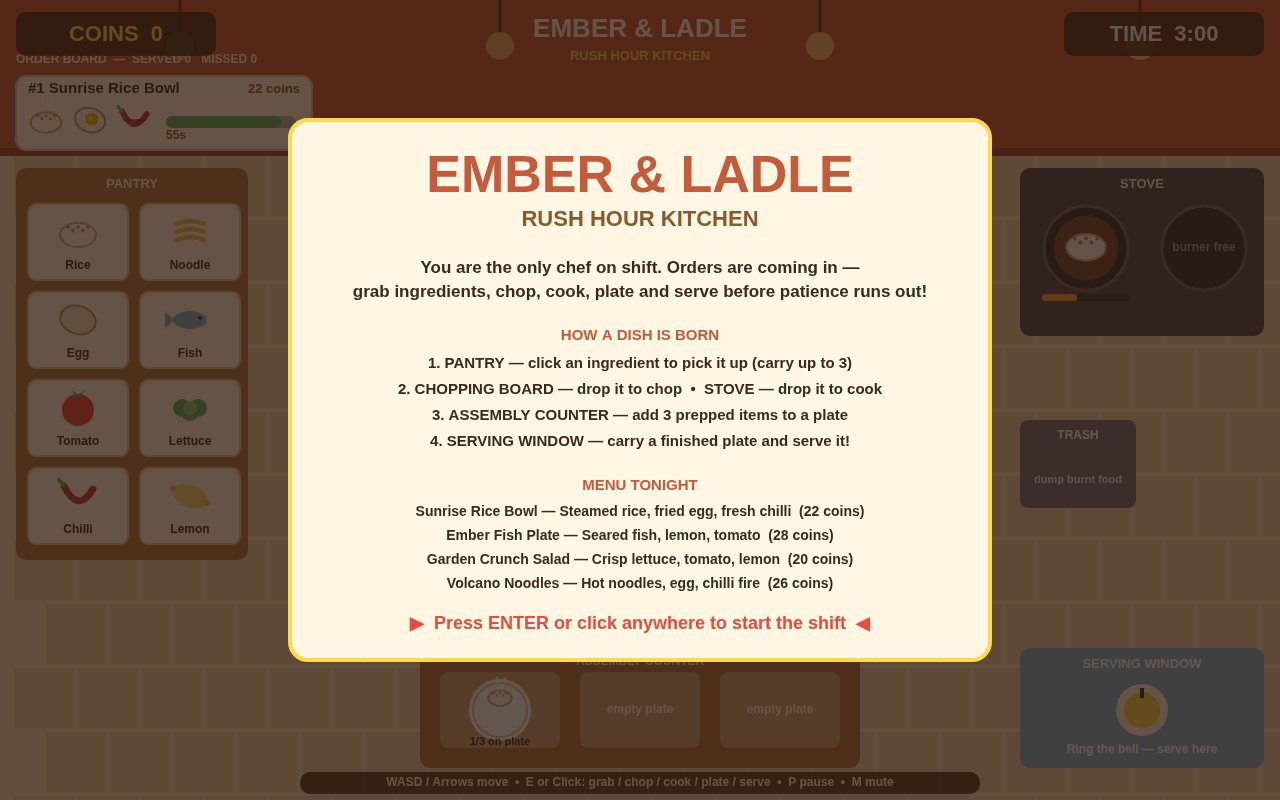 COINS 0
EMBER & LADLE
RUSH HOUR KITCHEN
TIME 3:00
ORDER BOARD — SERVED 0 MISSED 0
#1 Sunrise Rice Bowl 22 coins
55s
PANTRY
Rice Noodle
Egg Fish
Tomato Lettuce
Chilli Lemon
EMBER & LADLE
RUSH HOUR KITCHEN
You are the only chef on shift. Orders are coming in —
grab ingredients, chop, cook, plate and serve before patience runs out!
HOW A DISH IS BORN
1. PANTRY — click an ingredient to pick it up (carry up to 3)
2. CHOPPING BOARD — drop it to chop • STOVE — drop it to cook
3. ASSEMBLY COUNTER — add 3 prepped items to a plate
4. SERVING WINDOW — carry a finished plate and serve it!
MENU TONIGHT
Sunrise Rice Bowl — Steamed rice, fried egg, fresh chilli (22 coins)
Ember Fish Plate — Seared fish, lemon, tomato (28 coins)
Garden Crunch Salad — Crisp lettuce, tomato, lemon (20 coins)
Volcano Noodles — Hot noodles, egg, chilli fire (26 coins)
▶ Press ENTER or click anywhere to start the shift ◀
STOVE
burner free
TRASH
dump burnt food
ASSEMBLY COUNTER
1/3 on plate
empty plate
empty plate
SERVING WINDOW
Ring the bell — serve here
WASD / Arrows move • E or Click: grab / chop / cook / plate / serve • P pause • M mute